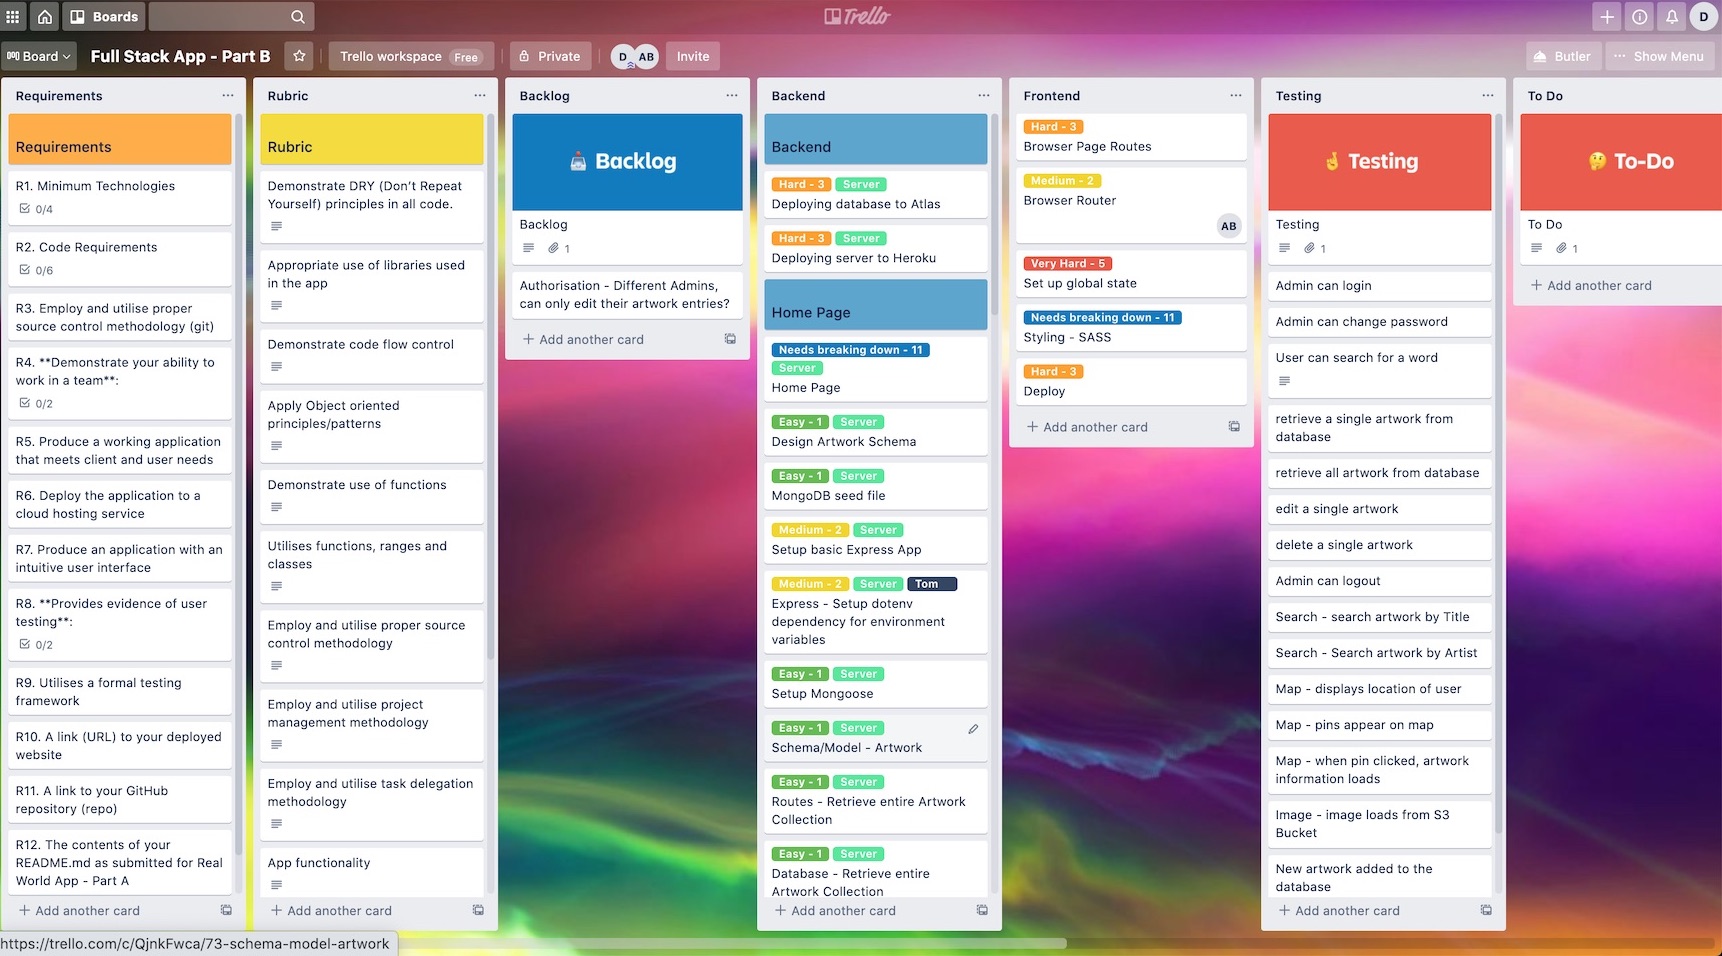 Boards
Trello
Board
Full Stack App - Part B
Trello workspace Free
Private
D AB
Invite
Butler
Show Menu
D
Requirements
Requirements
R1. Minimum Technologies
0/4
R2. Code Requirements
0/6
R3. Employ and utilise proper
source control methodology (git)
R4. **Demonstrate your ability to
work in a team**:
0/2
R5. Produce a working application
that meets client and user needs
R6. Deploy the application to a
cloud hosting service
R7. Produce an application with an
intuitive user interface
R8. **Provides evidence of user
testing**:
0/2
R9. Utilises a formal testing
framework
R10. A link (URL) to your deployed
website
R11. A link to your GitHub
repository (repo)
R12. The contents of your
README.md as submitted for Real
World App - Part A
+ Add another card
Rubric
Rubric
Demonstrate DRY (Don't Repeat
Yourself) principles in all code.
Appropriate use of libraries used
in the app
Demonstrate code flow control
Apply Object oriented
principles/patterns
Demonstrate use of functions
Utilises functions, ranges and
classes
Employ and utilise proper source
control methodology
Employ and utilise project
management methodology
Employ and utilise task delegation
methodology
App functionality
+ Add another card
Backlog
Backlog
Backlog
1
Authorisation - Different Admins,
can only edit their artwork entries?
+ Add another card
Backend
Backend
Hard - 3 Server
Deploying database to Atlas
Hard - 3 Server
Deploying server to Heroku
Home Page
Needs breaking down - 11
Server
Home Page
Easy - 1 Server
Design Artwork Schema
Easy - 1 Server
MongoDB seed file
Medium - 2 Server
Setup basic Express App
Medium - 2 Server Tom
Express - Setup dotenv
dependency for environment
variables
Easy - 1 Server
Setup Mongoose
Easy - 1 Server
Schema/Model - Artwork
Easy - 1 Server
Routes - Retrieve entire Artwork
Collection
Easy - 1 Server
Database - Retrieve entire
Artwork Collection
+ Add another card
Frontend
Hard - 3
Browser Page Routes
Medium - 2
Browser Router
AB
Very Hard - 5
Set up global state
Needs breaking down - 11
Styling - SASS
Hard - 3
Deploy
+ Add another card
Testing
Testing
Testing
1
Admin can login
Admin can change password
User can search for a word
retrieve a single artwork from
database
retrieve all artwork from database
edit a single artwork
delete a single artwork
Admin can logout
Search - search artwork by Title
Search - Search artwork by Artist
Map - displays location of user
Map - pins appear on map
Map - when pin clicked, artwork
information loads
Image - image loads from S3
Bucket
New artwork added to the
database
+ Add another card
To Do
To-Do
To Do
1
+ Add another card
https://trello.com/c/QjnkFwca/73-schema-model-artwork